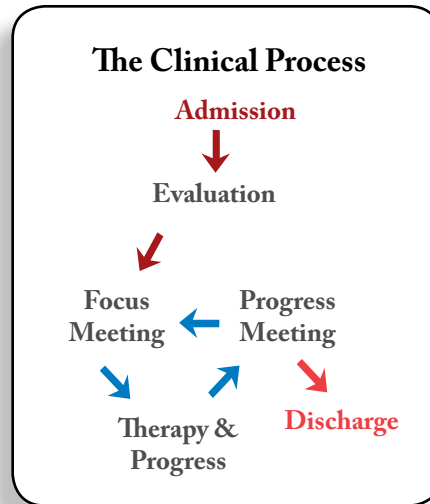 The Clinical Process
Admission
Evaluation
Focus
Meeting
Progress
Meeting
Therapy &
Progress
Discharge